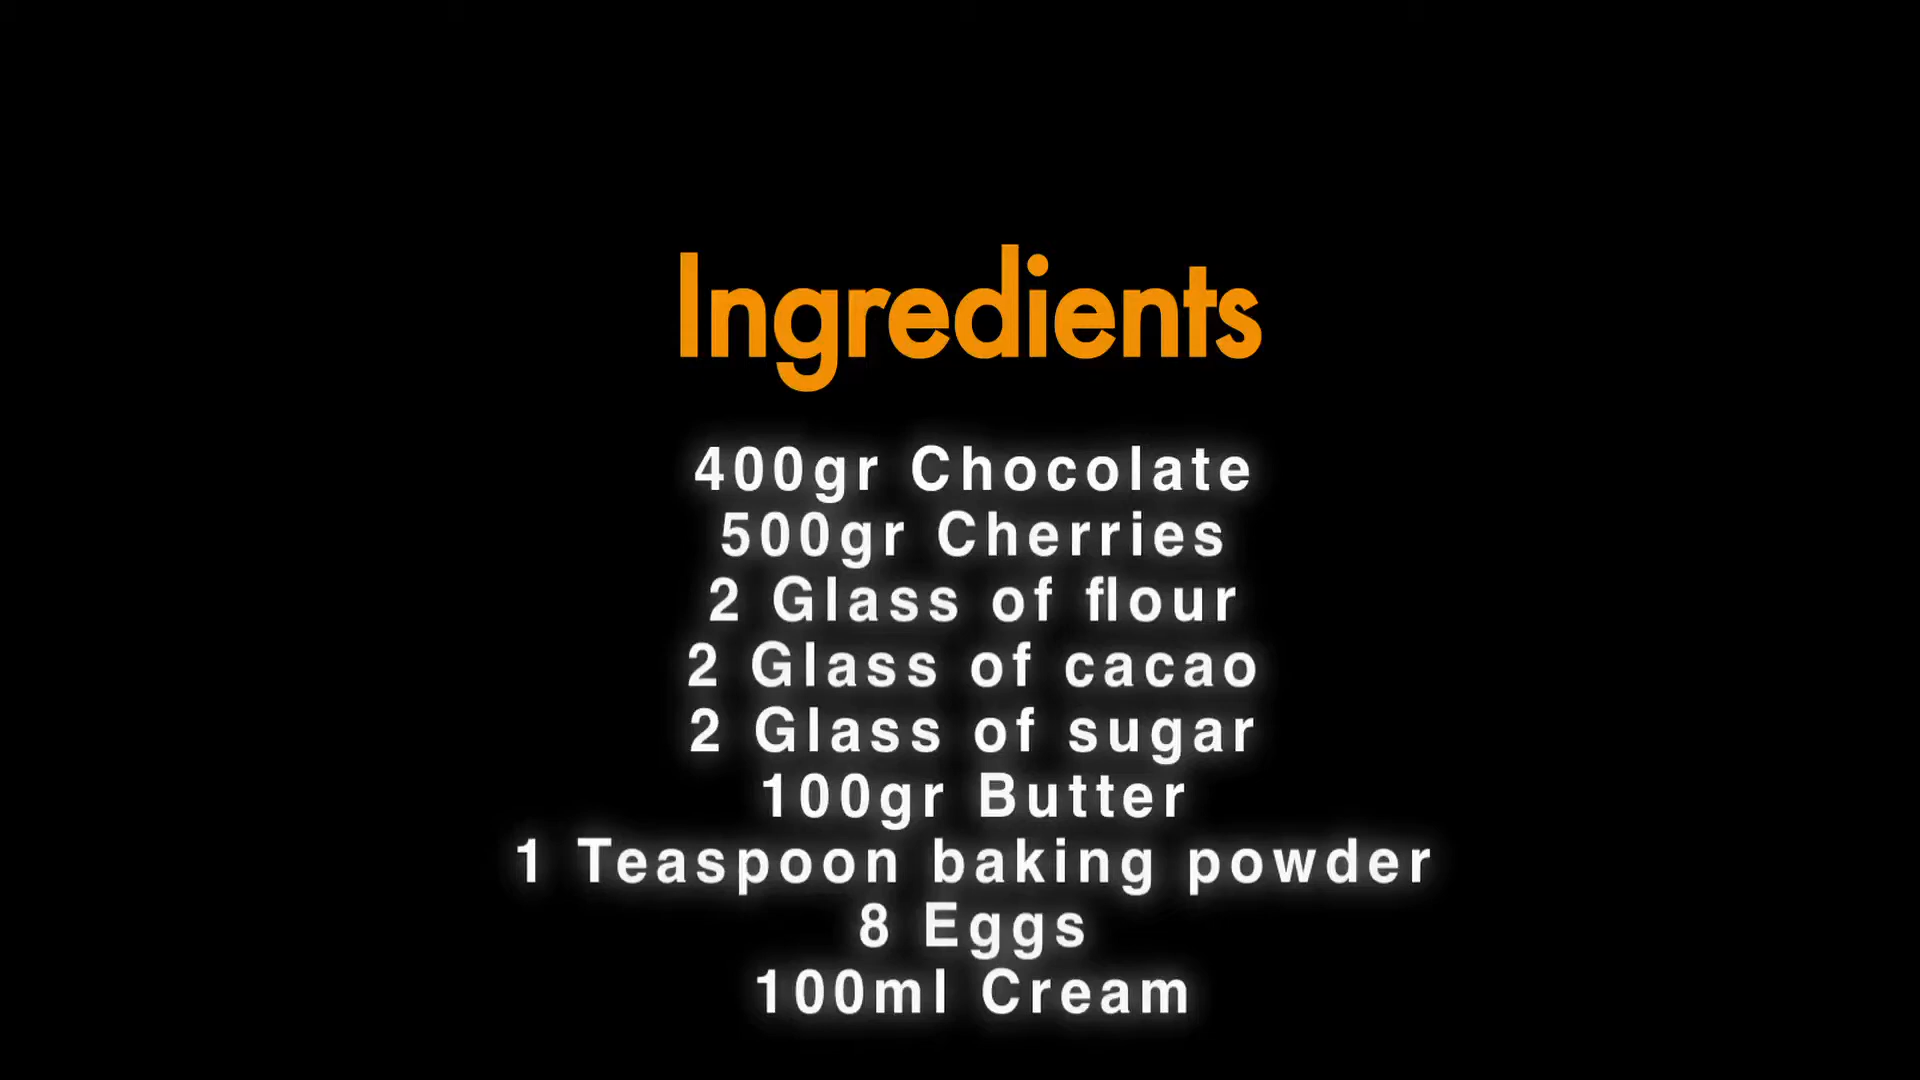 Ingredients
400gr Chocolate
500gr Cherries
2 Glass of flour
2 Glass of cacao
2 Glass of sugar
100gr Butter
1 Teaspoon baking powder
8 Eggs
100ml Cream